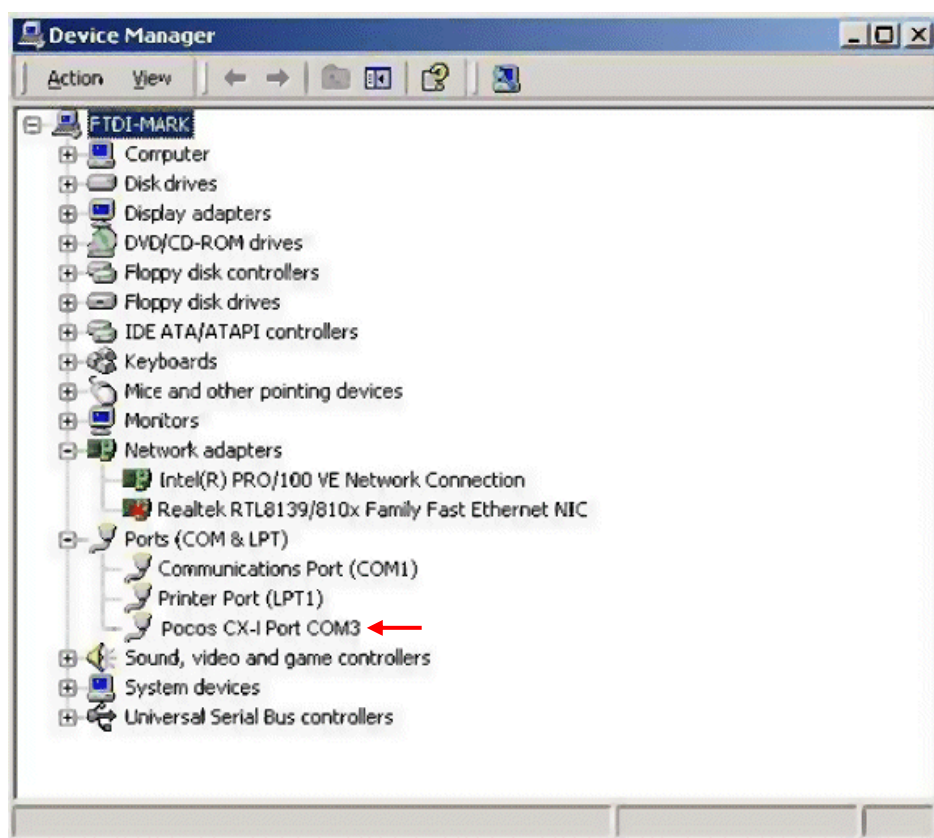 Device Manager
Action View
FTDI-MARK
Computer
Disk drives
Display adapters
DVD/CD-ROM drives
Floppy disk controllers
Floppy disk drives
IDE ATA/ATAPI controllers
Keyboards
Mice and other pointing devices
Monitors
Network adapters
Intel(R) PRO/100 VE Network Connection
Realtek RTL8139/810x Family Fast Ethernet NIC
Ports (COM & LPT)
Communications Port (COM1)
Printer Port (LPT1)
Pocos CX-I Port COM3
Sound, video and game controllers
System devices
Universal Serial Bus controllers